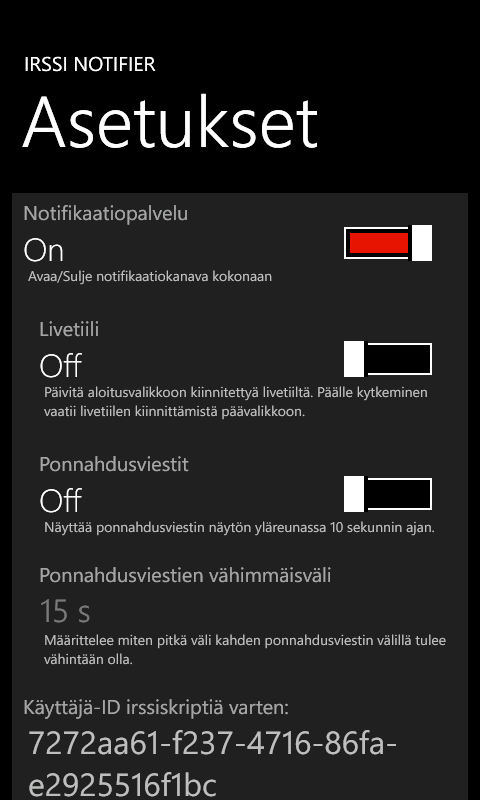 IRSSI NOTIFIER
Asetukset
Notifikaatiopalvelu
On
Avaa/Sulje notifikaatiokanava kokonaan
Livetiili
Off
Päivitä aloitusvalikkoon kiinnitettyä livetiiltä. Päälle kytkeminen
vaatii livetiilen kiinnittämistä päävalikkoon.
Ponnahdusviestit
Off
Näyttää ponnahdusviestin näytön yläreunassa 10 sekunnin ajan.
Ponnahdusviestien vähimmäisväli
15 s
Määrittelee miten pitkä väli kahden ponnahdusviestin välillä tulee
vähintään olla.
Käyttäjä-ID irssiskriptiä varten:
7272aa61-f237-4716-86fa-
e2925516f1bc